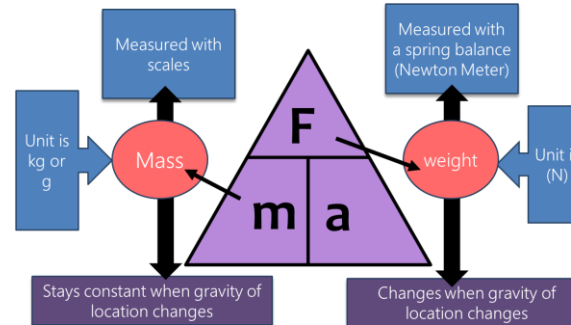 Measured with
scales
Measured with
a spring balance
(Newton Meter)
Unit is
kg or
g
Mass
F
weight
Unit i
(N)
m
a
Stays constant when gravity of
location changes
Changes when gravity of
location changes